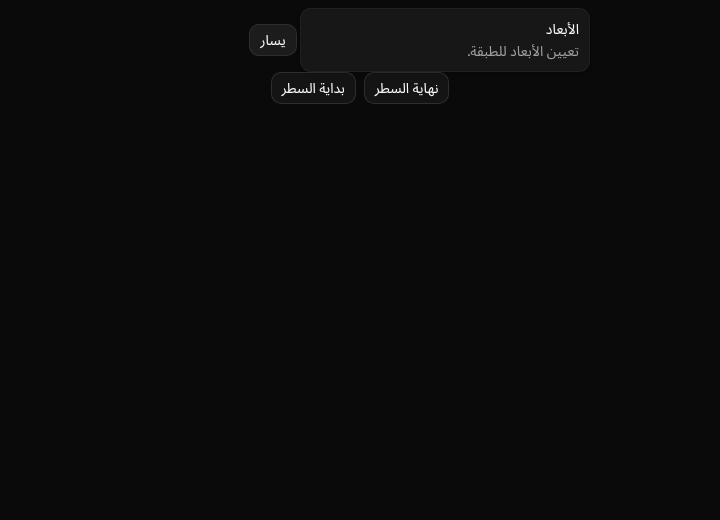 الأبعاد
تعيين الأبعاد للطبقة.
يسار
نهاية السطر
بداية السطر